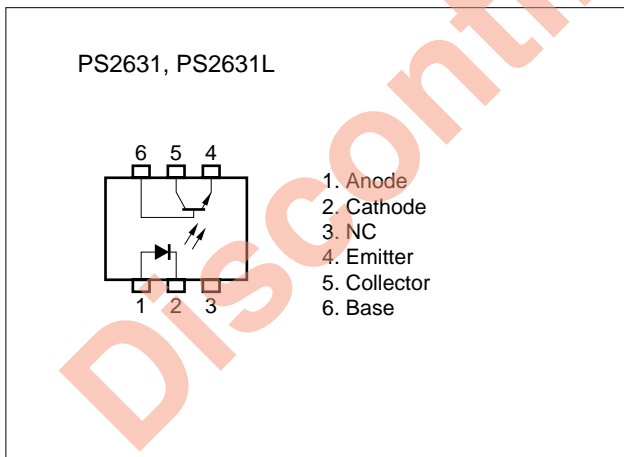 PS2631, PS2631L
6 5 4
1. Anode
2. Cathode
3. NC
4. Emitter
5. Collector
6. Base
1 2 3
Discontin